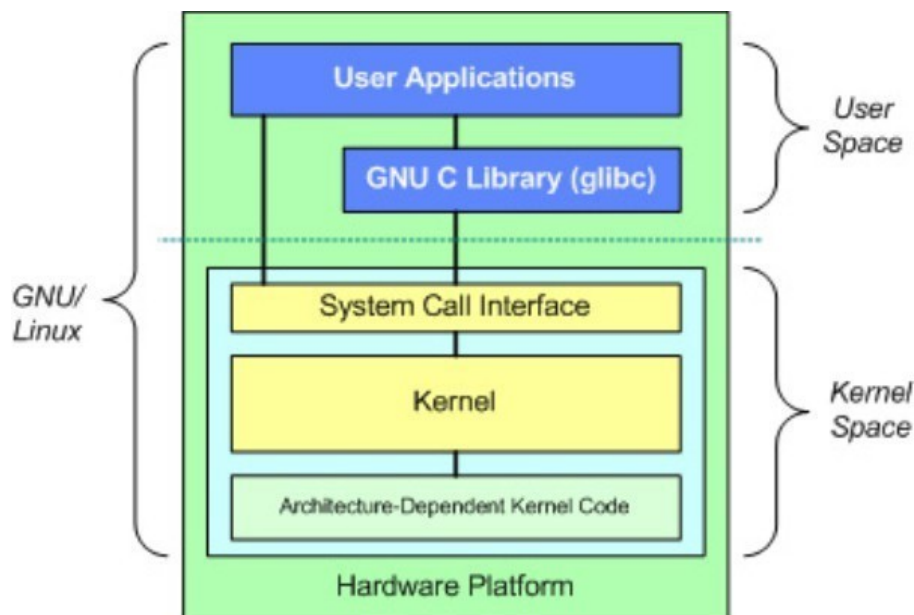 User Applications
User
Space
GNU C Library (glibc)
GNU/
Linux
System Call Interface
Kernel
Kernel
Space
Architecture-Dependent Kernel Code
Hardware Platform